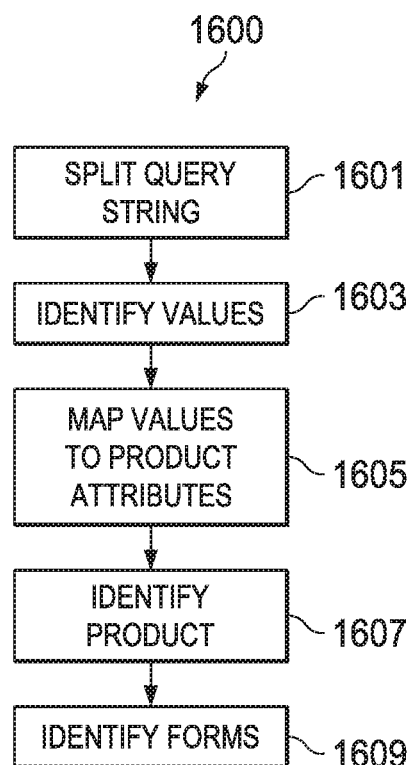 1600
SPLIT QUERY
STRING
1601
IDENTIFY VALUES
1603
MAP VALUES
TO PRODUCT
ATTRIBUTES
1605
IDENTIFY
PRODUCT
1607
IDENTIFY FORMS
1609